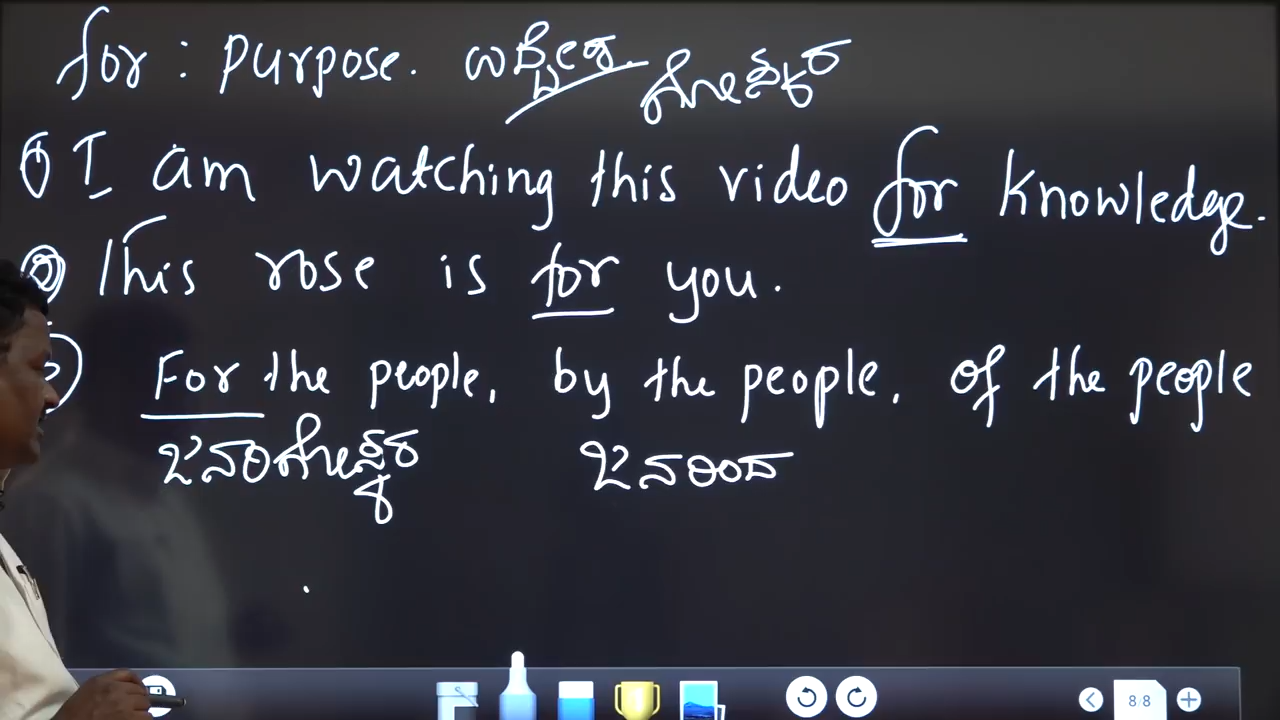 for : purpose. ಉದ್ದೇಶ. ಗೋಸ್ಕರ
① I am watching this video for knowledge.
② This rose is for you.
For the people, by the people, of the people
ಜನರಿಗೋಸ್ಕರ ಜನರಿಂದ
88